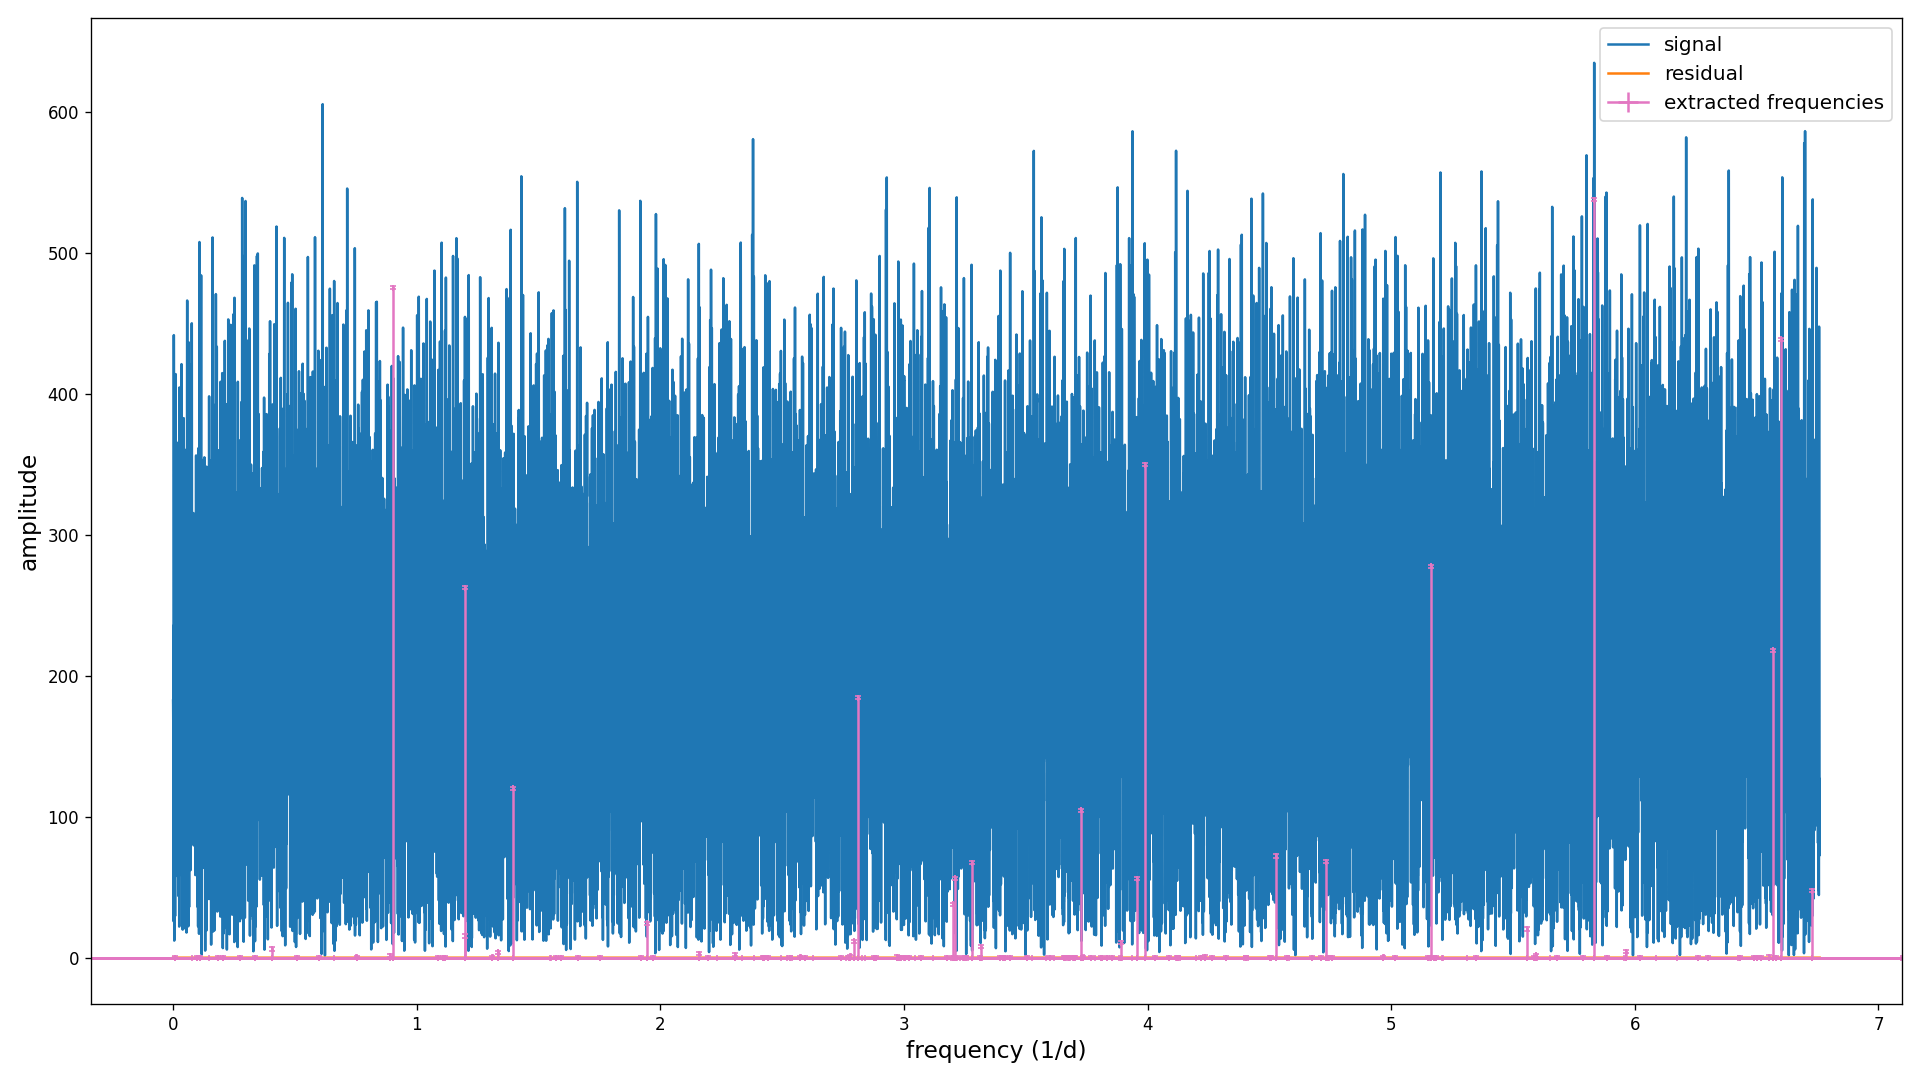 signal
residual
extracted frequencies
amplitude
600
500
400
300
200
100
0
0 1 2 3 4 5 6 7
frequency (1/d)